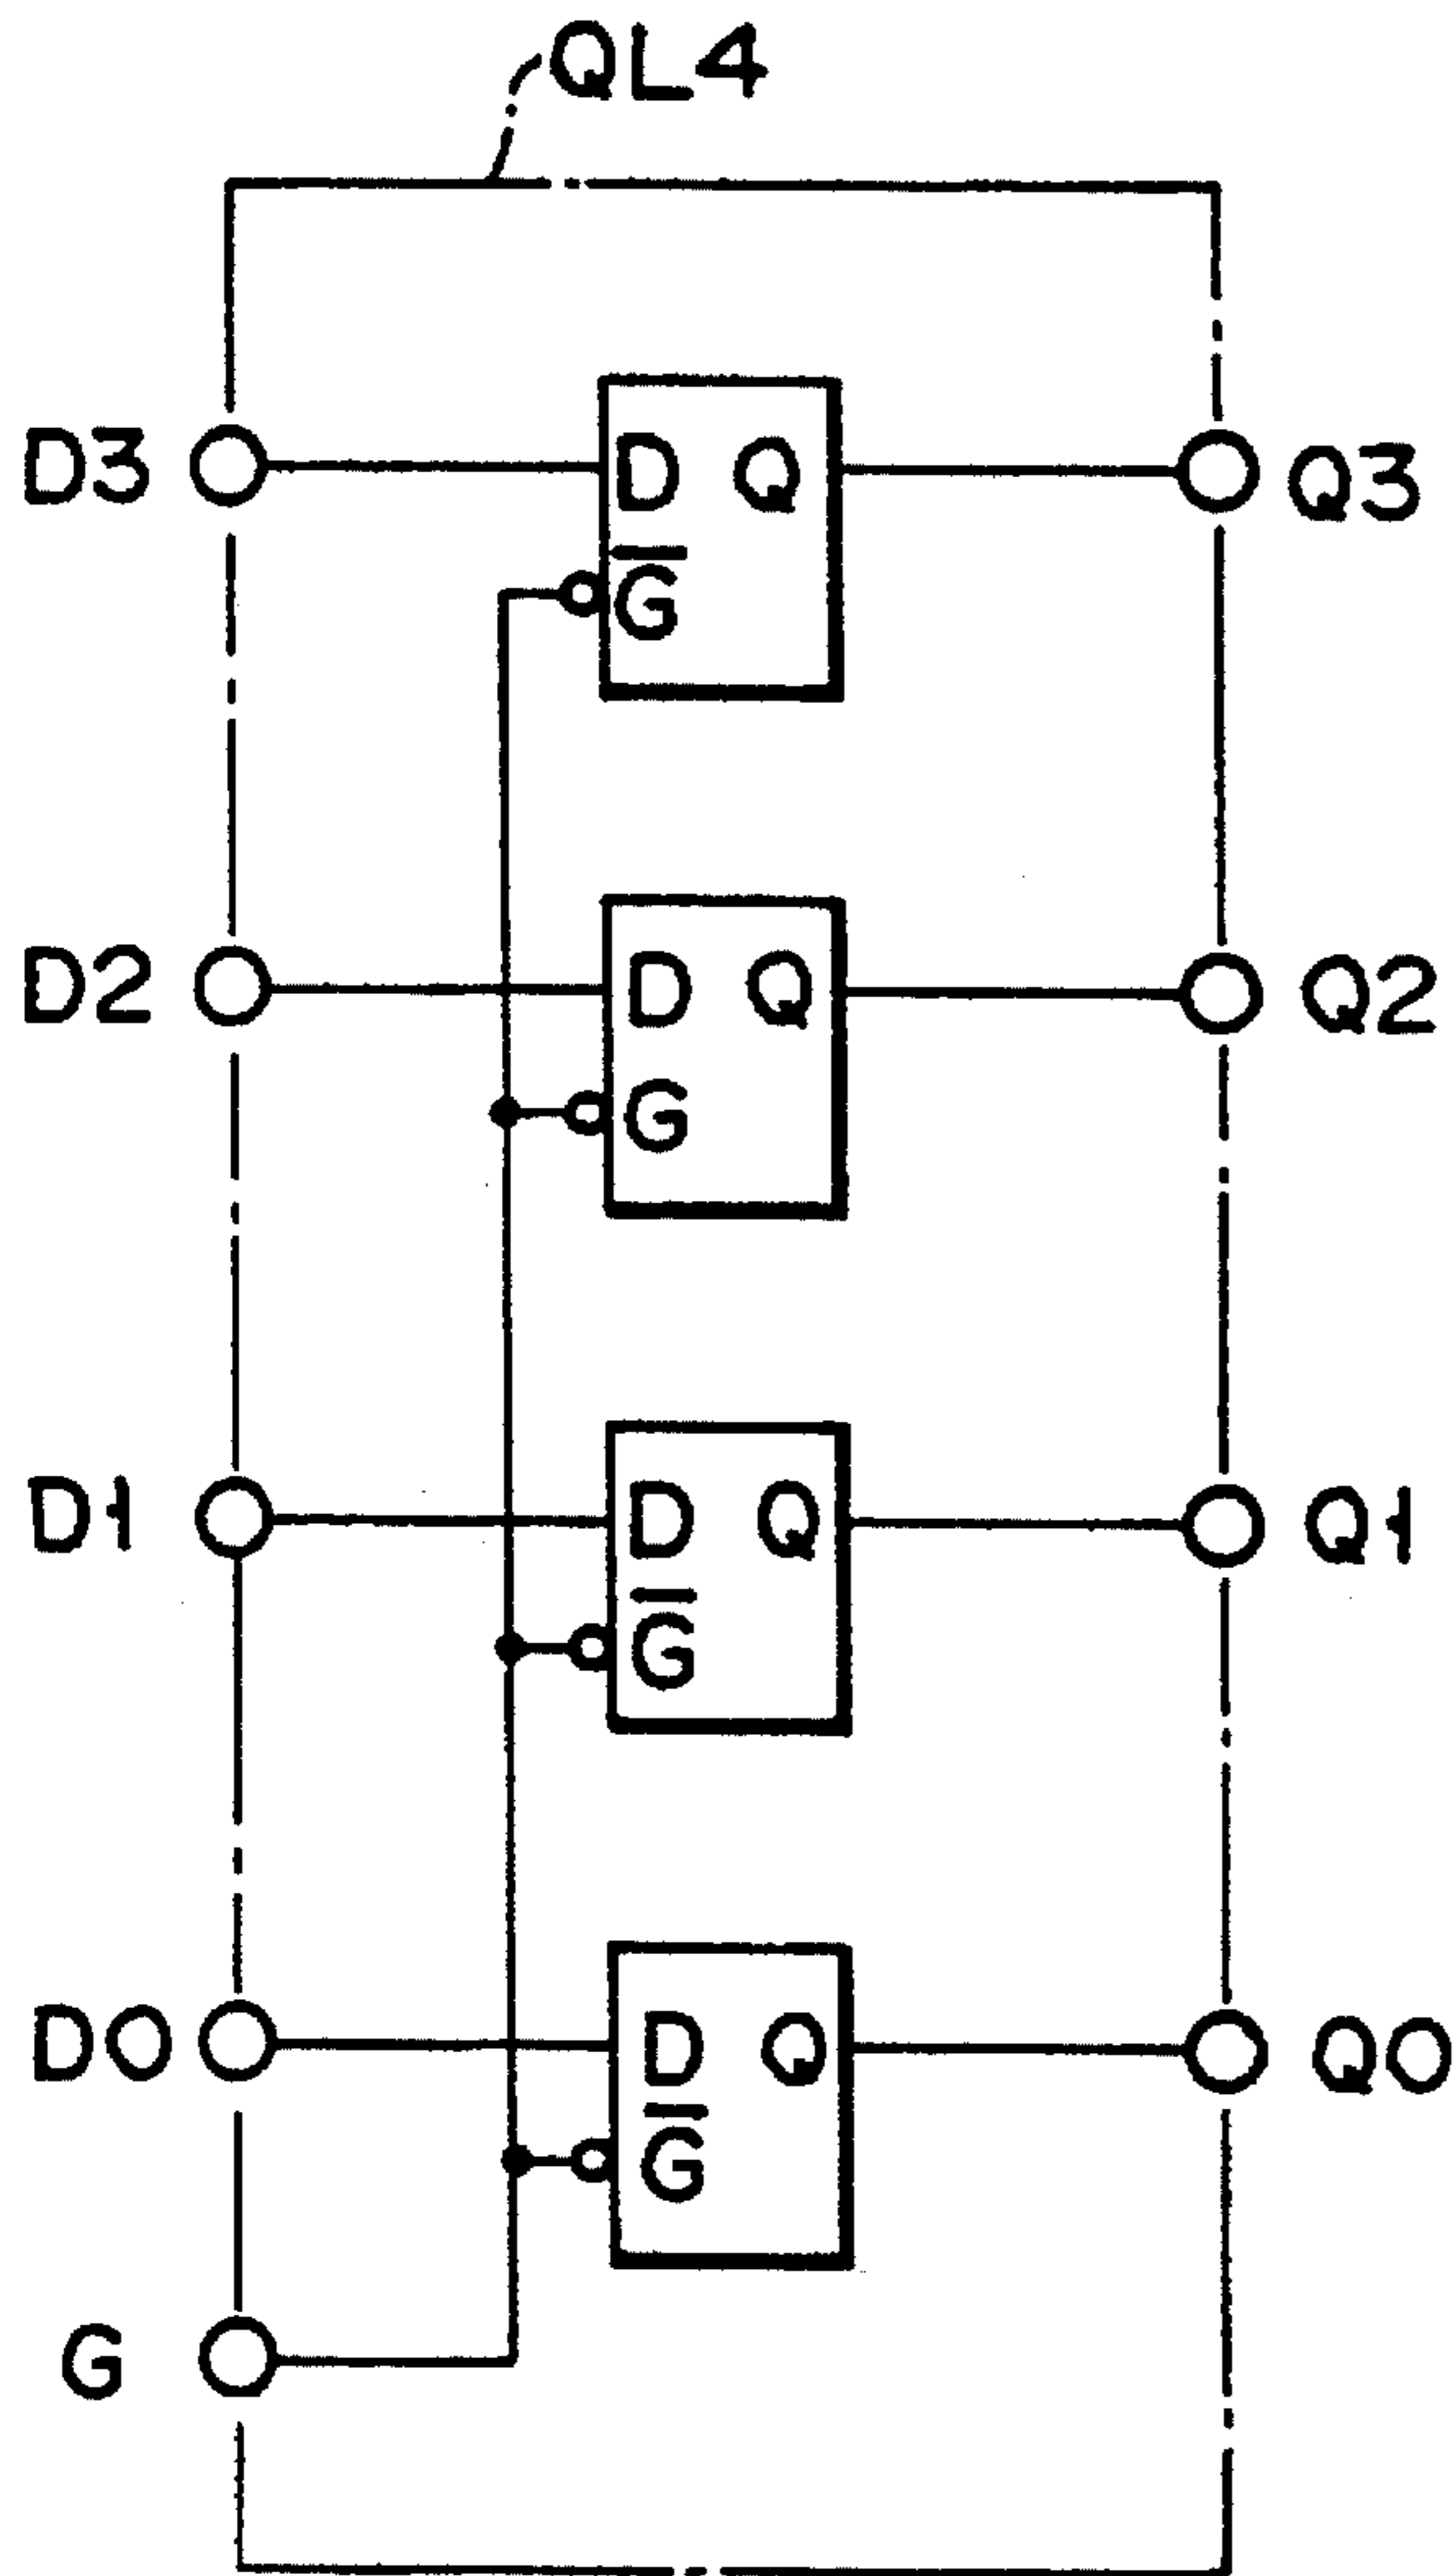 QL4
D3 D Q Q3
G̅
D2 D Q Q2
G
D1 D Q Q1
G̅
D0 D Q Q0
G̅
G